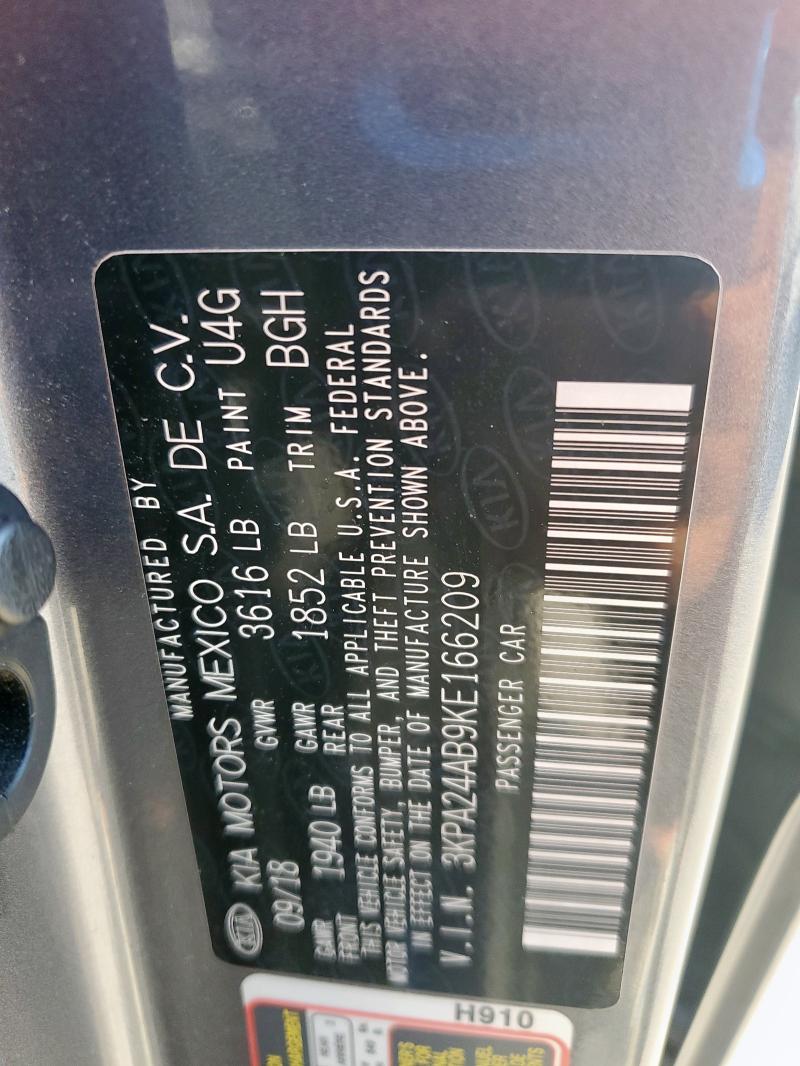 MANUFACTURED BY
KIA KIA MOTORS MEXICO S.A. DE C.V.
09/18 GVWR 3616 LB PAINT U4G
GAWR FRONT 1940 LB GAWR REAR 1852 LB TRIM BGH
THIS VEHICLE CONFORMS TO ALL APPLICABLE U.S.A. FEDERAL
MOTOR VEHICLE SAFETY, BUMPER, AND THEFT PREVENTION STANDARDS
IN EFFECT ON THE DATE OF MANUFACTURE SHOWN ABOVE.
V.I.N. 3KPA24AB9KE166209
PASSENGER CAR
H910